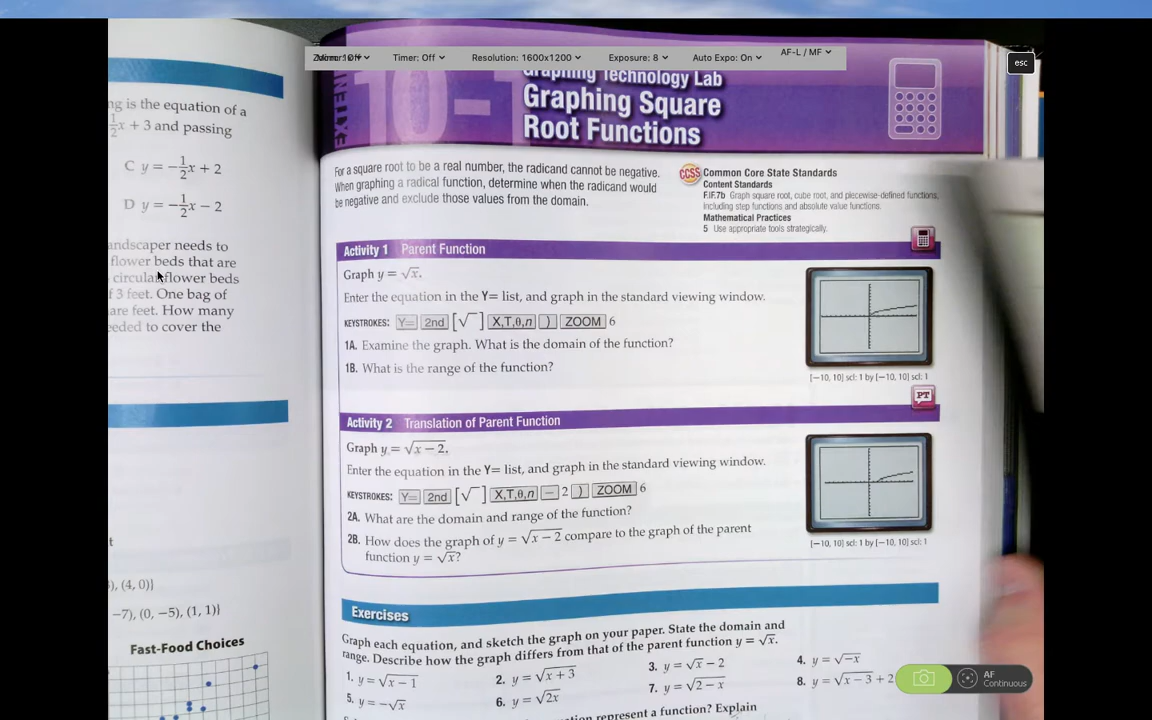 Timer: Off
Resolution: 1600x1200
Exposure: 8
Auto Expo: On
AF-L / MF
esc
ng is the equation of a
1/2x + 3 and passing
C y = -1/2x + 2
D y = -1/2x - 2
andscaper needs to
flower beds that are
circular flower beds
f 3 feet. One bag of
are feet. How many
eeded to cover the
), (4, 0)}
-7), (0, -5), (1, 1)}
Fast-Food Choices
10-1
Graphing Technology Lab
Graphing Square
Root Functions
For a square root to be a real number, the radicand cannot be negative.
When graphing a radical function, determine when the radicand would
be negative and exclude those values from the domain.
CCSS Common Core State Standards
Content Standards
F.IF.7b Graph square root, cube root, and piecewise-defined functions,
including step functions and absolute value functions.
Mathematical Practices
5 Use appropriate tools strategically.
Activity 1 Parent Function
Graph y = √x.
Enter the equation in the Y= list, and graph in the standard viewing window.
KEYSTROKES: Y= 2nd [√ ] X,T,θ,n ) ZOOM 6
1A. Examine the graph. What is the domain of the function?
1B. What is the range of the function?
[-10, 10] scl: 1 by [-10, 10] scl: 1
PT
Activity 2 Translation of Parent Function
Graph y = √x - 2.
Enter the equation in the Y= list, and graph in the standard viewing window.
KEYSTROKES: Y= 2nd [√ ] X,T,θ,n - 2 ) ZOOM 6
2A. What are the domain and range of the function?
2B. How does the graph of y = √x - 2 compare to the graph of the parent
function y = √x?
[-10, 10] scl: 1 by [-10, 10] scl: 1
Exercises
Graph each equation, and sketch the graph on your paper. State the domain and
range. Describe how the graph differs from that of the parent function y = √x.
1. y = √x - 1
2. y = √x + 3
3. y = √x - 2
4. y = √-x
5. y = -√x
6. y = √2x
7. y = √2 - x
8. y = √x - 3 + 2
represent a function? Explain
AF
Continuous